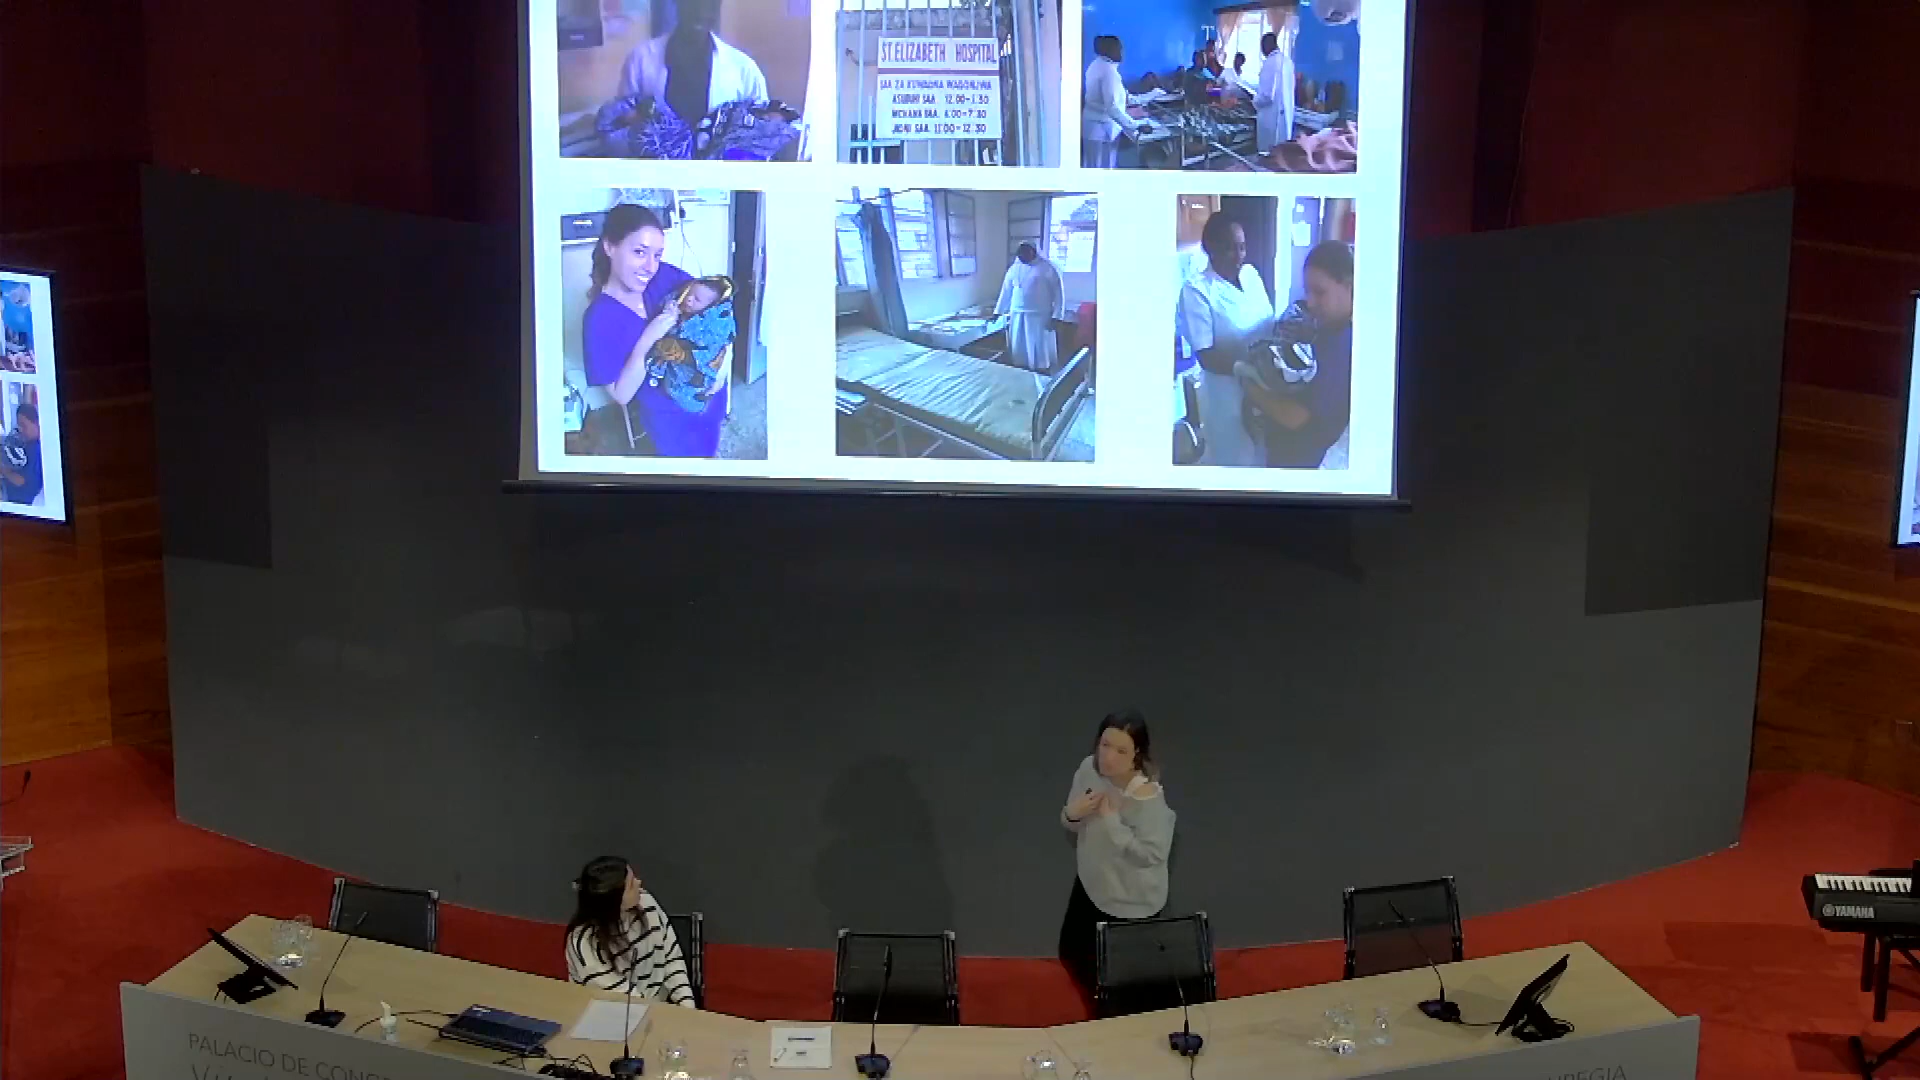 ST.ELIZABETH HOSPITAL
SAA ZA KUWAONA WAGONJWA
ASUBUHI SAA. 12.00-1.30
MCHANA SAA. 6.00-7.30
JIONI SAA. 11.00-12.30
YAMAHA
PALACIO DE